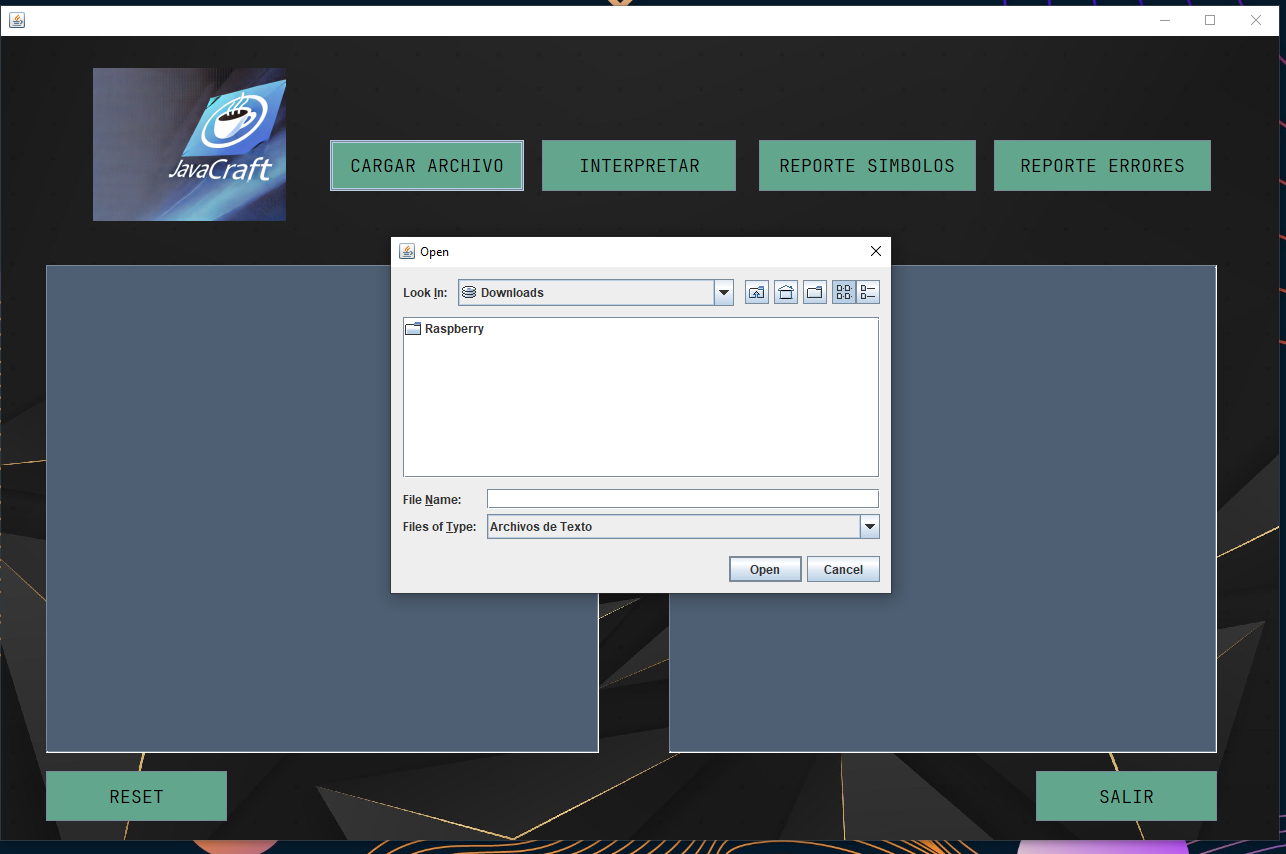 JavaCraft
CARGAR ARCHIVO
INTERPRETAR
REPORTE SIMBOLOS
REPORTE ERRORES
Open
Look In:
Downloads
Raspberry
File Name:
Files of Type:
Archivos de Texto
Open
Cancel
RESET
SALIR